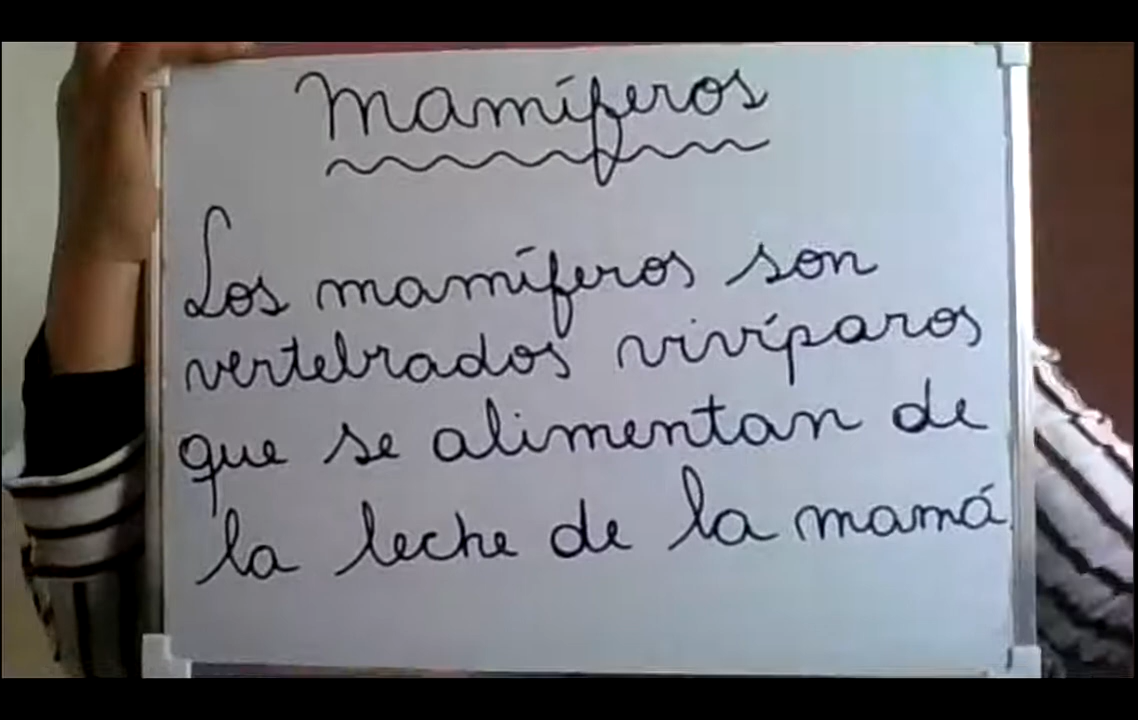 Mamíferos
Los mamíferos son
vertebrados vivíparos
que se alimentan de
la leche de la mamá.